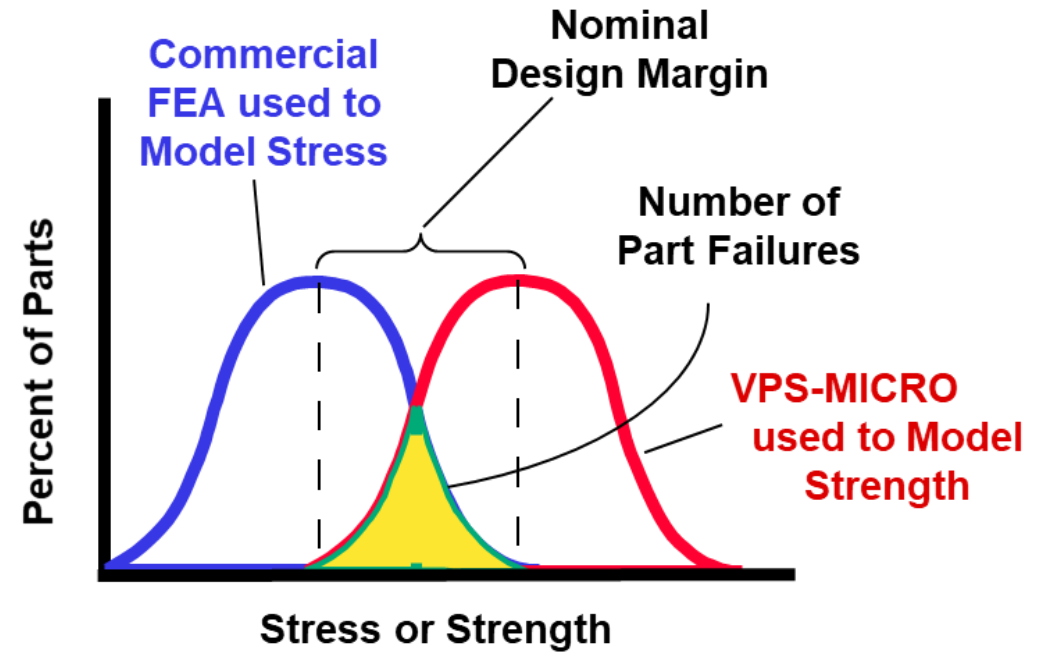 Nominal
Design Margin
Commercial
FEA used to
Model Stress
Number of
Part Failures
VPS-MICRO
used to Model
Strength
Percent of Parts
Stress or Strength